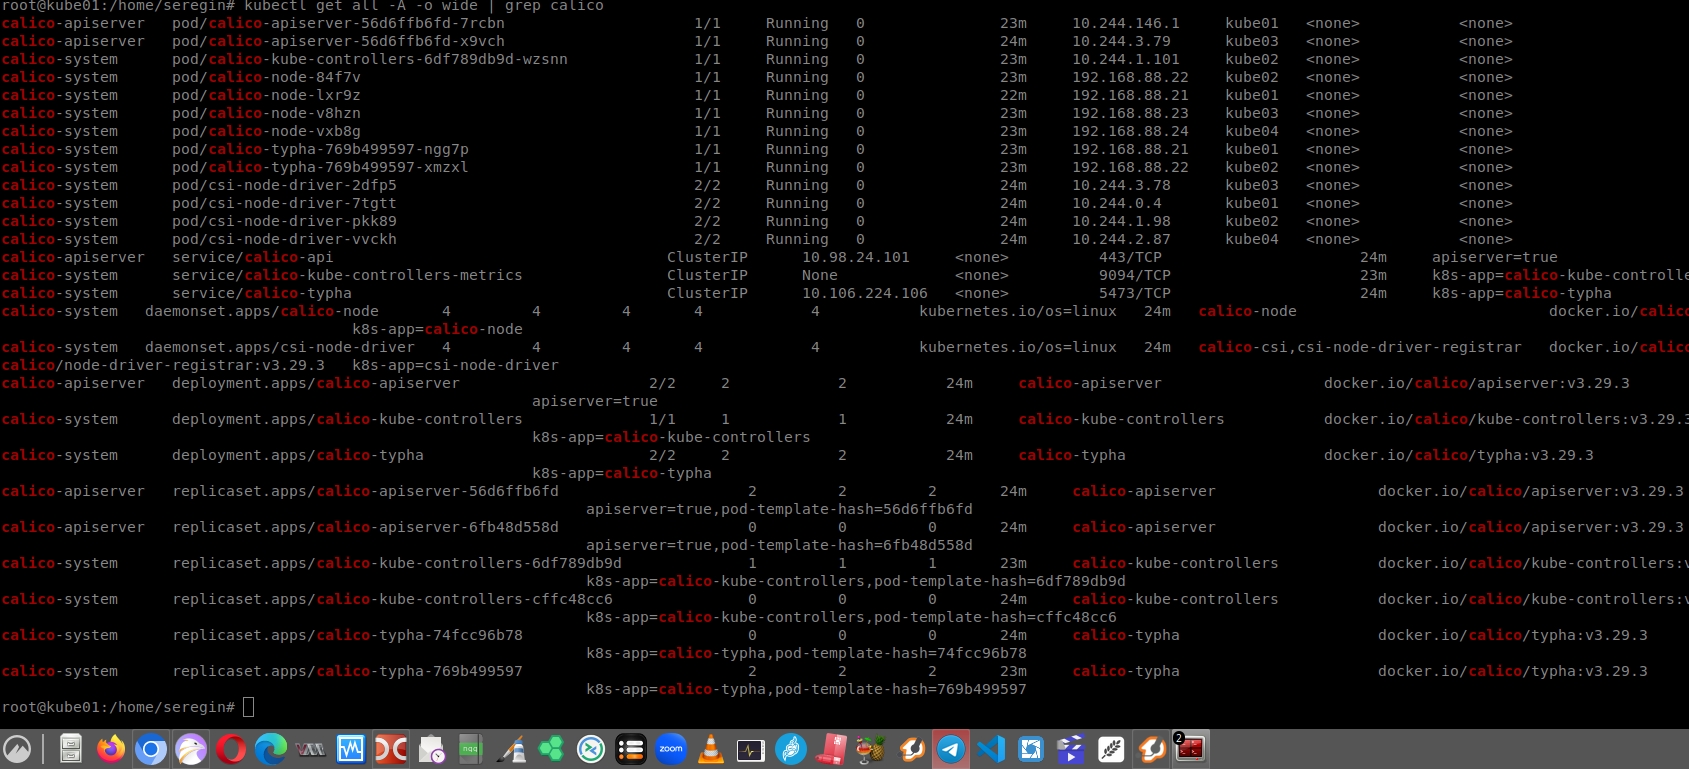 root@kube01:/home/seregin# kubectl get all -A -o wide | grep calico
calico-apiserver pod/calico-apiserver-56d6ffb6fd-7rcbn 1/1 Running 0 23m 10.244.146.1 kube01 <none> <none>
calico-apiserver pod/calico-apiserver-56d6ffb6fd-x9vch 1/1 Running 0 24m 10.244.3.79 kube03 <none> <none>
calico-system pod/calico-kube-controllers-6df789db9d-wzsnn 1/1 Running 0 23m 10.244.1.101 kube02 <none> <none>
calico-system pod/calico-node-84f7v 1/1 Running 0 23m 192.168.88.22 kube02 <none> <none>
calico-system pod/calico-node-lxr9z 1/1 Running 0 22m 192.168.88.21 kube01 <none> <none>
calico-system pod/calico-node-v8hzn 1/1 Running 0 23m 192.168.88.23 kube03 <none> <none>
calico-system pod/calico-node-vxb8g 1/1 Running 0 23m 192.168.88.24 kube04 <none> <none>
calico-system pod/calico-typha-769b499597-ngg7p 1/1 Running 0 23m 192.168.88.21 kube01 <none> <none>
calico-system pod/calico-typha-769b499597-xmzxl 1/1 Running 0 23m 192.168.88.22 kube02 <none> <none>
calico-system pod/csi-node-driver-2dfp5 2/2 Running 0 24m 10.244.3.78 kube03 <none> <none>
calico-system pod/csi-node-driver-7tgtt 2/2 Running 0 24m 10.244.0.4 kube01 <none> <none>
calico-system pod/csi-node-driver-pkk89 2/2 Running 0 24m 10.244.1.98 kube02 <none> <none>
calico-system pod/csi-node-driver-vvckh 2/2 Running 0 24m 10.244.2.87 kube04 <none> <none>
calico-apiserver service/calico-api ClusterIP 10.98.24.101 <none> 443/TCP 24m apiserver=true
calico-system service/calico-kube-controllers-metrics ClusterIP None <none> 9094/TCP 23m k8s-app=calico-kube-controlle
calico-system service/calico-typha ClusterIP 10.106.224.106 <none> 5473/TCP 24m k8s-app=calico-typha
calico-system daemonset.apps/calico-node 4 4 4 4 4 kubernetes.io/os=linux 24m calico-node docker.io/calic
k8s-app=calico-node
calico-system daemonset.apps/csi-node-driver 4 4 4 4 4 kubernetes.io/os=linux 24m calico-csi,csi-node-driver-registrar docker.io/calic
calico/node-driver-registrar:v3.29.3 k8s-app=csi-node-driver
calico-apiserver deployment.apps/calico-apiserver 2/2 2 2 24m calico-apiserver docker.io/calico/apiserver:v3.29.3
apiserver=true
calico-system deployment.apps/calico-kube-controllers 1/1 1 1 24m calico-kube-controllers docker.io/calico/kube-controllers:v3.29.3
k8s-app=calico-kube-controllers
calico-system deployment.apps/calico-typha 2/2 2 2 24m calico-typha docker.io/calico/typha:v3.29.3
k8s-app=calico-typha
calico-apiserver replicaset.apps/calico-apiserver-56d6ffb6fd 2 2 2 24m calico-apiserver docker.io/calico/apiserver:v3.29.3
apiserver=true,pod-template-hash=56d6ffb6fd
calico-apiserver replicaset.apps/calico-apiserver-6fb48d558d 0 0 0 24m calico-apiserver docker.io/calico/apiserver:v3.29.3
apiserver=true,pod-template-hash=6fb48d558d
calico-system replicaset.apps/calico-kube-controllers-6df789db9d 1 1 1 23m calico-kube-controllers docker.io/calico/kube-controllers:v
k8s-app=calico-kube-controllers,pod-template-hash=6df789db9d
calico-system replicaset.apps/calico-kube-controllers-cffc48cc6 0 0 0 24m calico-kube-controllers docker.io/calico/kube-controllers:v
k8s-app=calico-kube-controllers,pod-template-hash=cffc48cc6
calico-system replicaset.apps/calico-typha-74fcc96b78 0 0 0 24m calico-typha docker.io/calico/typha:v3.29.3
k8s-app=calico-typha,pod-template-hash=74fcc96b78
calico-system replicaset.apps/calico-typha-769b499597 2 2 2 23m calico-typha docker.io/calico/typha:v3.29.3
k8s-app=calico-typha,pod-template-hash=769b499597
root@kube01:/home/seregin#
nqq zoom 2